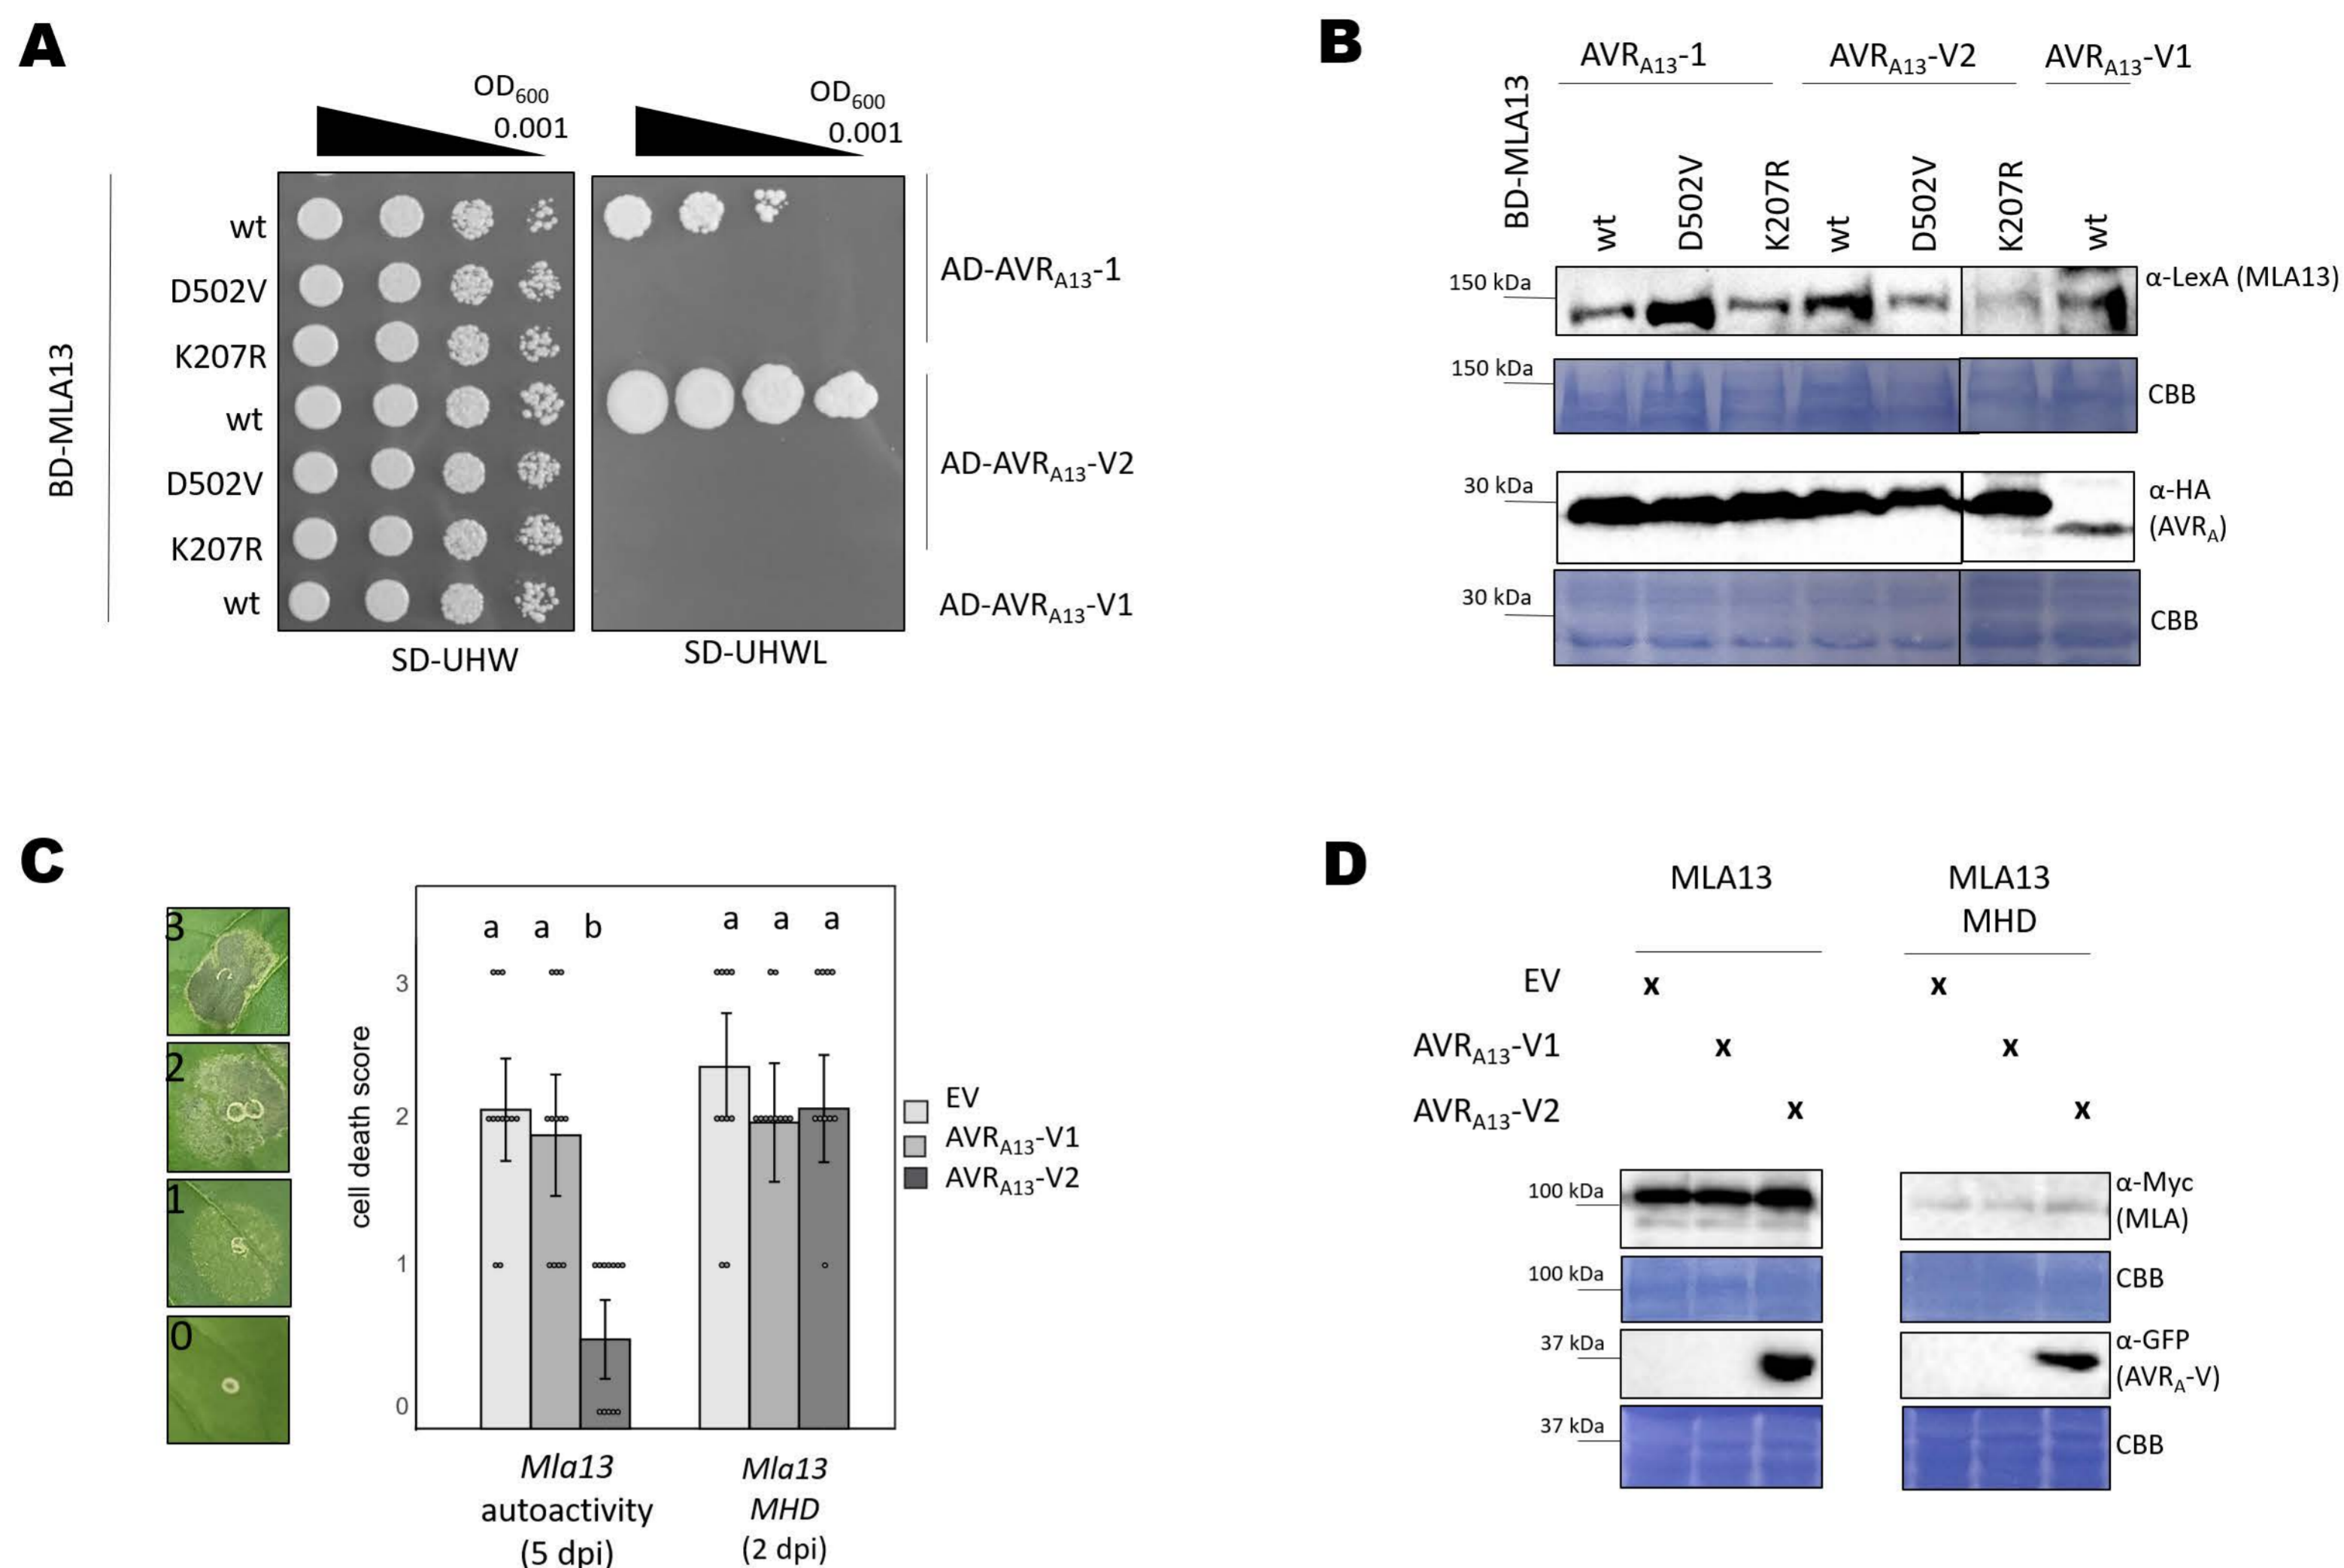 A
OD600
0.001
OD600
0.001
BD-MLA13
wt
D502V
K207R
wt
D502V
K207R
wt
AD-AVRA13-1
AD-AVRA13-V2
AD-AVRA13-V1
SD-UHW
SD-UHWL
B
BD-MLA13
AVRA13-1
AVRA13-V2
AVRA13-V1
wt
D502V
K207R
wt
D502V
K207R
wt
150 kDa
α-LexA (MLA13)
150 kDa
CBB
30 kDa
α-HA
(AVRA)
30 kDa
CBB
C
3
2
1
0
cell death score
3
2
1
0
a a b
a a a
EV
AVRA13-V1
AVRA13-V2
Mla13
autoactivity
(5 dpi)
Mla13
MHD
(2 dpi)
D
MLA13
MLA13
MHD
EV x x
AVRA13-V1 x x
AVRA13-V2 x x
100 kDa
α-Myc
(MLA)
100 kDa
CBB
37 kDa
α-GFP
(AVRA-V)
37 kDa
CBB